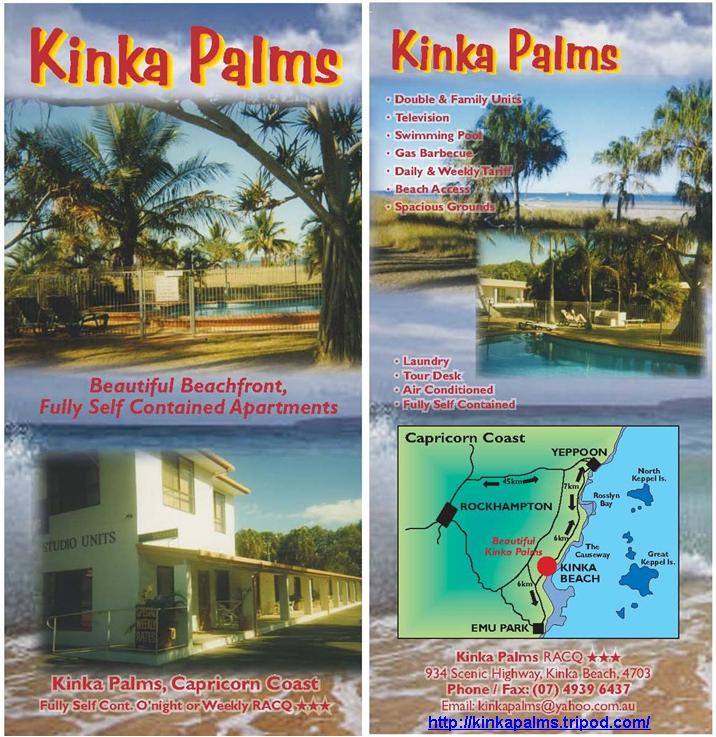 Kinka Palms
Beautiful Beachfront,
Fully Self Contained Apartments
STUDIO UNITS
SPECIAL
WEEKLY
RATES
Kinka Palms, Capricorn Coast
Fully Self Cont. O'night or Weekly RACQ ★★★
Kinka Palms
· Double & Family Units
· Television
· Swimming Pool
· Gas Barbecue
· Daily & Weekly Tariff
· Beach Access
· Spacious Grounds
· Laundry
· Tour Desk
· Air Conditioned
· Fully Self Contained
Capricorn Coast
YEPPOON
45km
7km
North
Keppel Is.
Rosslyn
Bay
ROCKHAMPTON
6km
Beautiful
Kinka Palms
The
Causeway
Great
Keppel Is.
KINKA
BEACH
6km
EMU PARK
Kinka Palms RACQ ★★★
934 Scenic Highway, Kinka Beach, 4703
Phone / Fax: (07) 4939 6437
Email: kinkapalms@yahoo.com.au
http://kinkapalms.tripod.com/